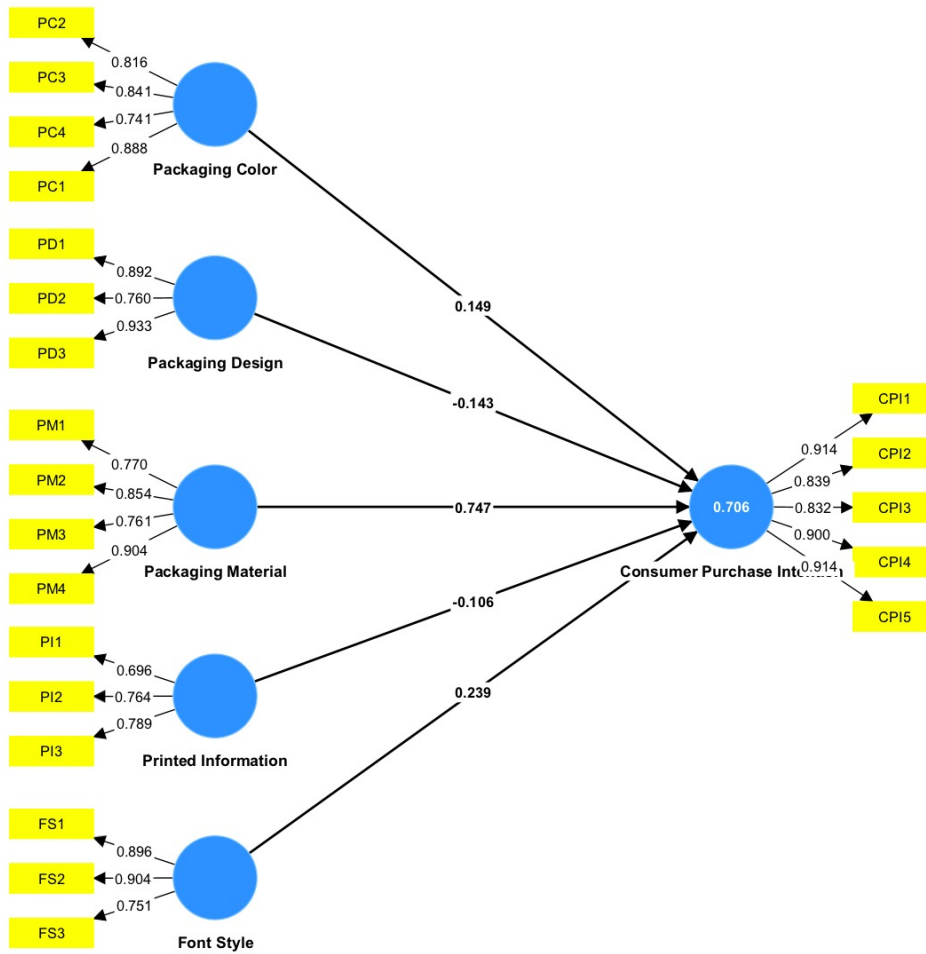 PC2
0.816
PC3
0.841
PC4
0.741
PC1
0.888
Packaging Color
PD1
0.892
PD2
0.760
PD3
0.933
Packaging Design
PM1
0.770
PM2
0.854
PM3
0.761
PM4
0.904
Packaging Material
PI1
0.696
PI2
0.764
PI3
0.789
Printed Information
FS1
0.896
FS2
0.904
FS3
0.751
Font Style
0.149
-0.143
0.747
-0.106
0.239
0.706
Consumer Purchase
CPI1
0.914
CPI2
0.839
CPI3
0.832
CPI4
0.900
CPI5
0.914